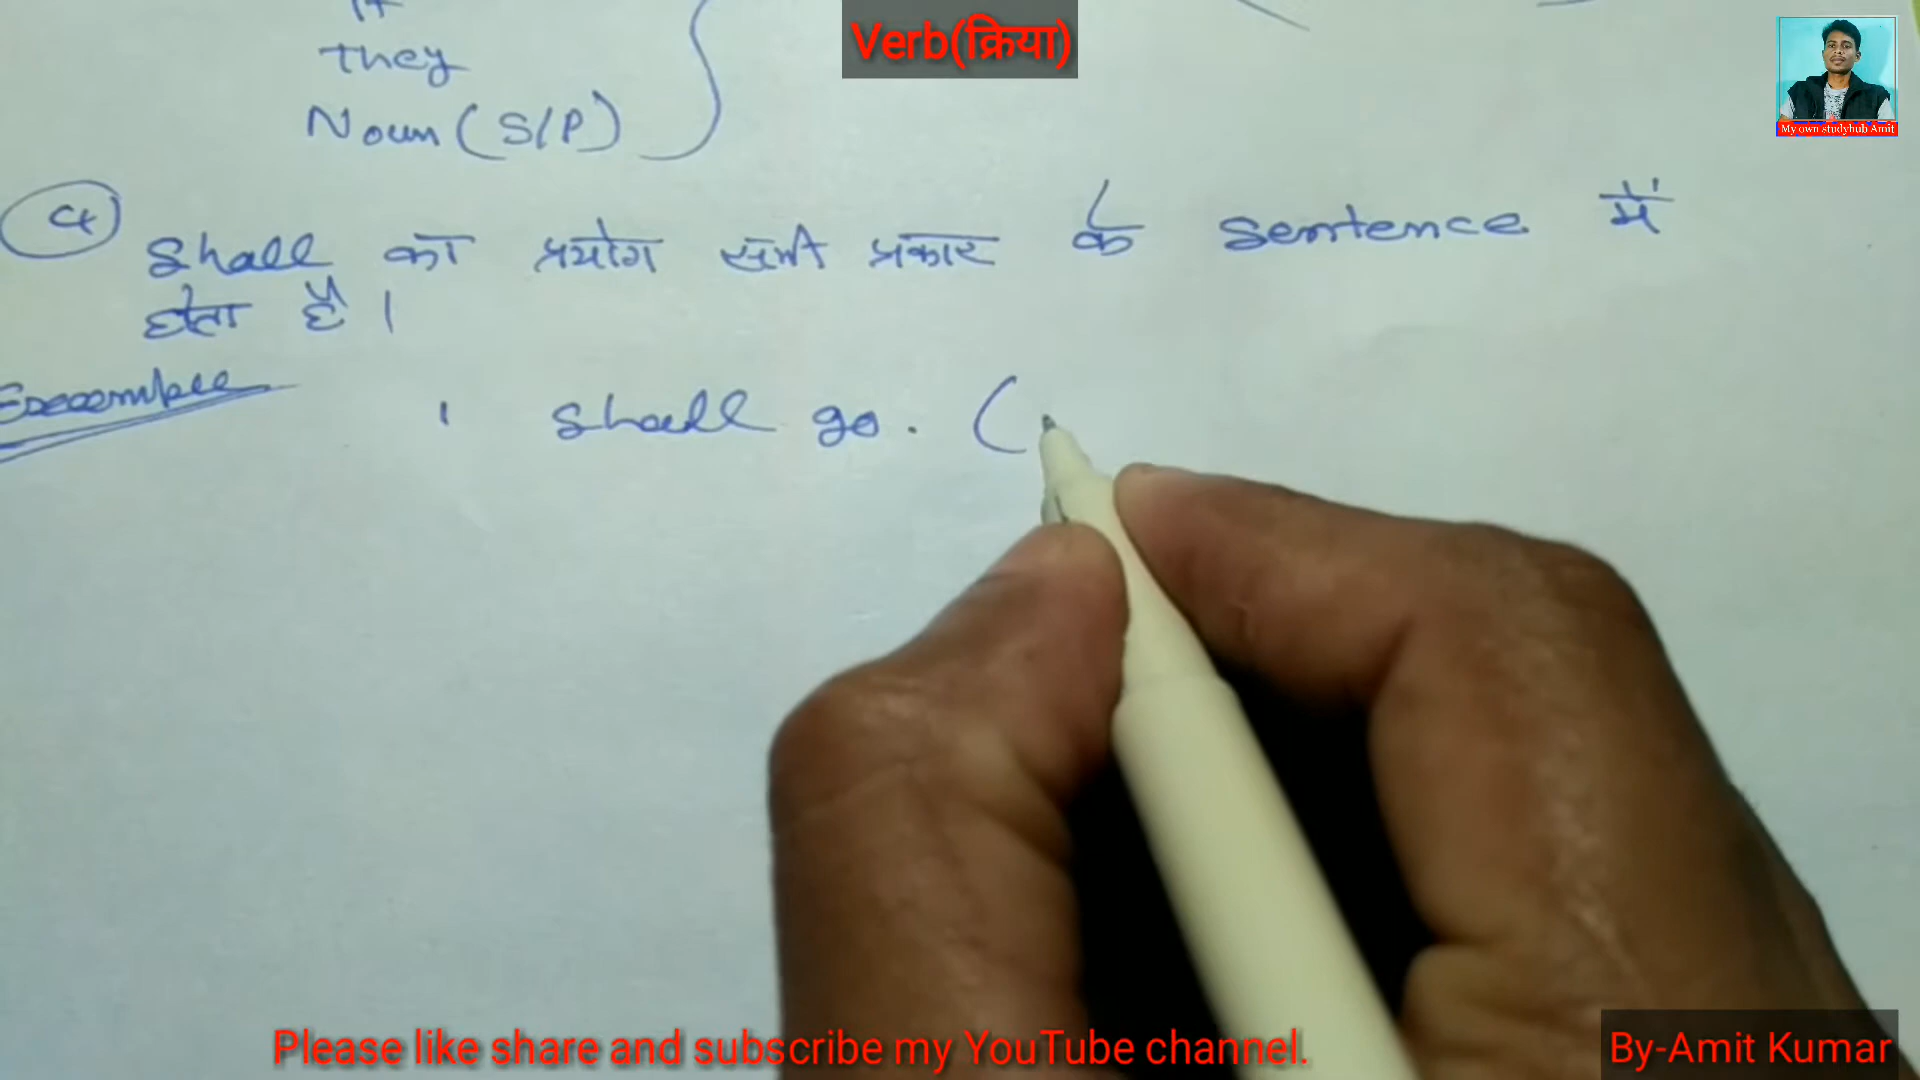 It
Verb(क्रिया)
They
Noun (S/P)
My own studyhub Amit
4 Shall का प्रयोग सभी प्रकार के sentence में
होता है ।
I shall go. (
Please like share and subscribe my YouTube channel.
By-Amit Kumar